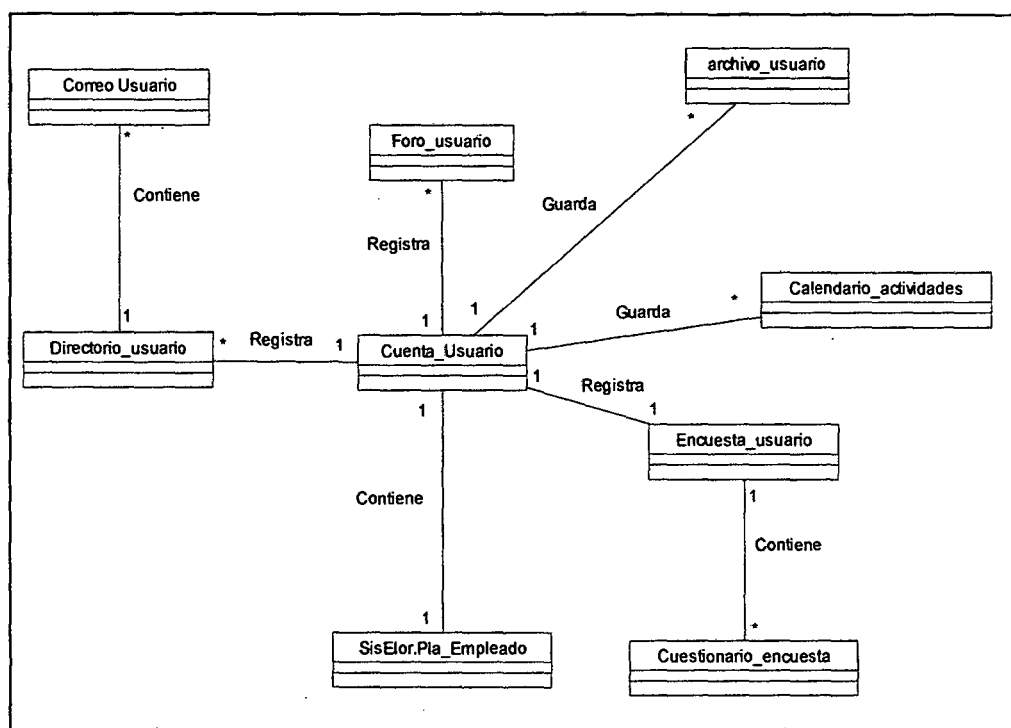 archivo_usuario
Correo Usuario
*
*
Foro_usuario
*
Contiene
Guarda
Registra
Calendario_actividades
*
Guarda
1
1
1
1
Directorio_usuario
*
Registra
1
Cuenta_Usuario
1
Registra
1
1
Encuesta_usuario
1
Contiene
Contiene
1
*
SisElor.Pla_Empleado
Cuestionario_encuesta